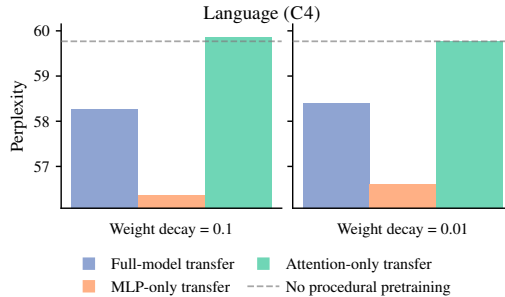 Language (C4)
Perplexity
60
59
58
57
Weight decay = 0.1
Weight decay = 0.01
Full-model transfer
Attention-only transfer
MLP-only transfer
No procedural pretraining